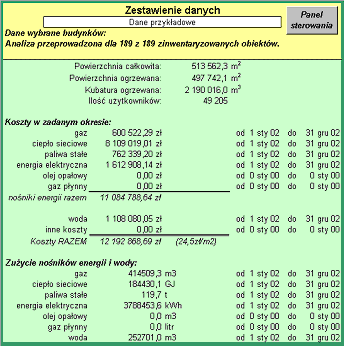 Zestawienie danych
Dane przykładowe
Panel sterowania
Dane wybrane budynków:
Analiza przeprowadzona dla 189 z 189 zinwentaryzowanych obiektów.
Powierzchnia całkowita: 513 562,3 m²
Powierzchnia ogrzewana: 497 742,1 m²
Kubatura ogrzewana: 2 190 016,0 m³
Ilość użytkowników: 49 205
Koszty w zadanym okresie:
gaz 600 522,29 zł od 1 sty 02 do 31 gru 02
ciepło sieciowe 8 109 019,01 zł od 1 sty 02 do 31 gru 02
paliwa stałe 762 339,20 zł od 1 sty 02 do 31 gru 02
energia elektryczna 1 612 908,14 zł od 1 sty 02 do 31 gru 02
olej opałowy 0,00 zł od 0 sty 00 do 0 sty 00
gaz płynny 0,00 zł od 0 sty 00 do 0 sty 00
nośniki energii razem 11 084 788,64 zł
woda 1 108 080,05 zł od 1 sty 02 do 31 gru 02
inne koszty 0,00 zł od 0 sty 00 do 0 sty 00
Koszty RAZEM 12 192 868,69 zł (24,5zł/m2)
Zużycie nośników energii i wody:
gaz 414509,3 m3 od 1 sty 02 do 31 gru 02
ciepło sieciowe 184430,1 GJ od 1 sty 02 do 31 gru 02
paliwa stałe 119,7 t od 1 sty 02 do 31 gru 02
energia elektryczna 3788453,6 kWh od 1 sty 02 do 31 gru 02
olej opałowy 0,0 m3 od 0 sty 00 do 0 sty 00
gaz płynny 0,0 litr od 0 sty 00 do 0 sty 00
woda 252701,0 m3 od 1 sty 02 do 31 gru 02